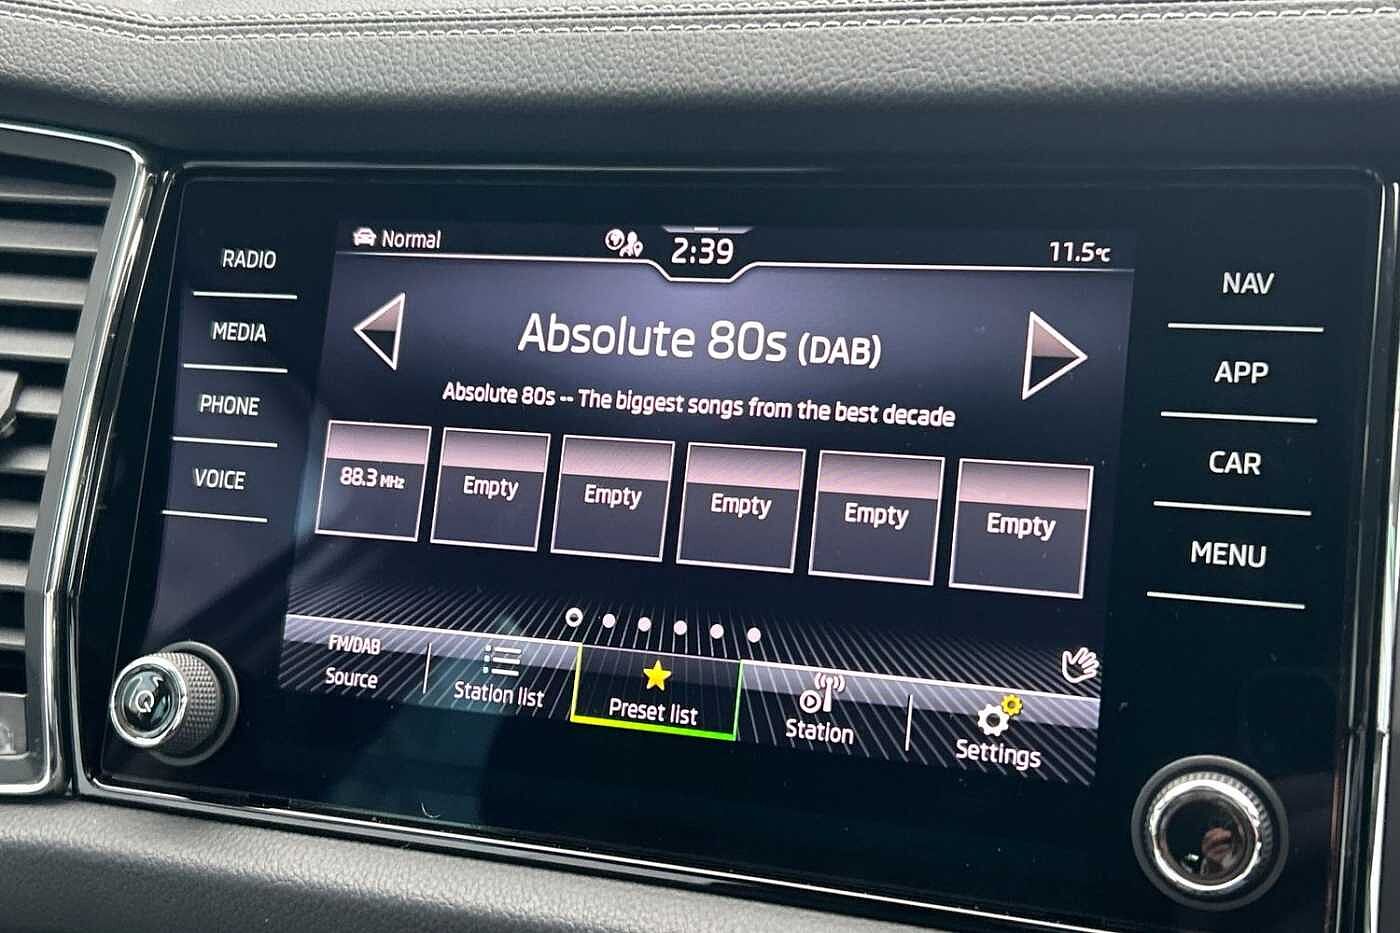 Normal
2:39
11.5°C
RADIO
MEDIA
PHONE
VOICE
NAV
APP
CAR
MENU
Absolute 80s (DAB)
Absolute 80s -- The biggest songs from the best decade
88.3 MHz
Empty
Empty
Empty
Empty
Empty
FM/DAB
Source
Station list
Preset list
Station
Settings